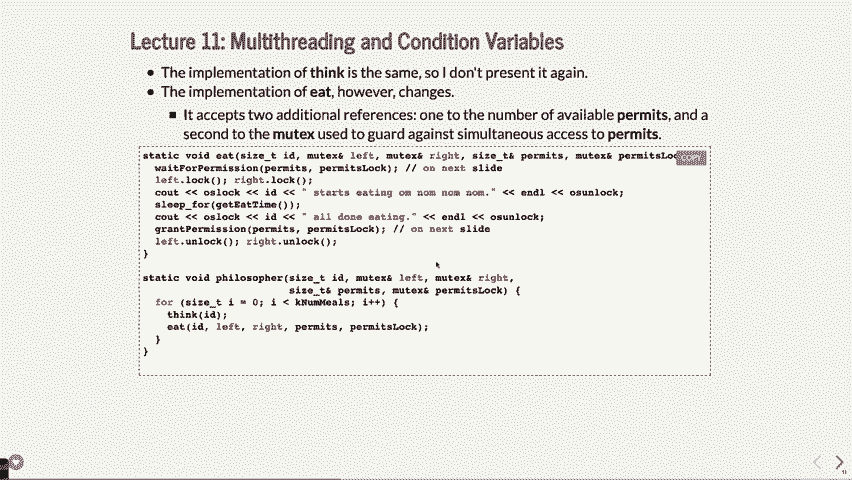 Lecture 11: Multithreading and Condition Variables
• The implementation of think is the same, so I don't present it again.
• The implementation of eat, however, changes.
▪ It accepts two additional references: one to the number of available permits, and a
second to the mutex used to guard against simultaneous access to permits.
static void eat(size_t id, mutex& left, mutex& right, size_t& permits, mutex& permitsLo
COPY
waitForPermission(permits, permitsLock); // on next slide
left.lock(); right.lock();
cout << oslock << id << " starts eating om nom nom nom." << endl << osunlock;
sleep_for(getEatTime());
cout << oslock << id << " all done eating." << endl << osunlock;
grantPermission(permits, permitsLock); // on next slide
left.unlock(); right.unlock();
}
static void philosopher(size_t id, mutex& left, mutex& right,
size_t& permits, mutex& permitsLock) {
for (size_t i = 0; i < kNumMeals; i++) {
think(id);
eat(id, left, right, permits, permitsLock);
}
}
11